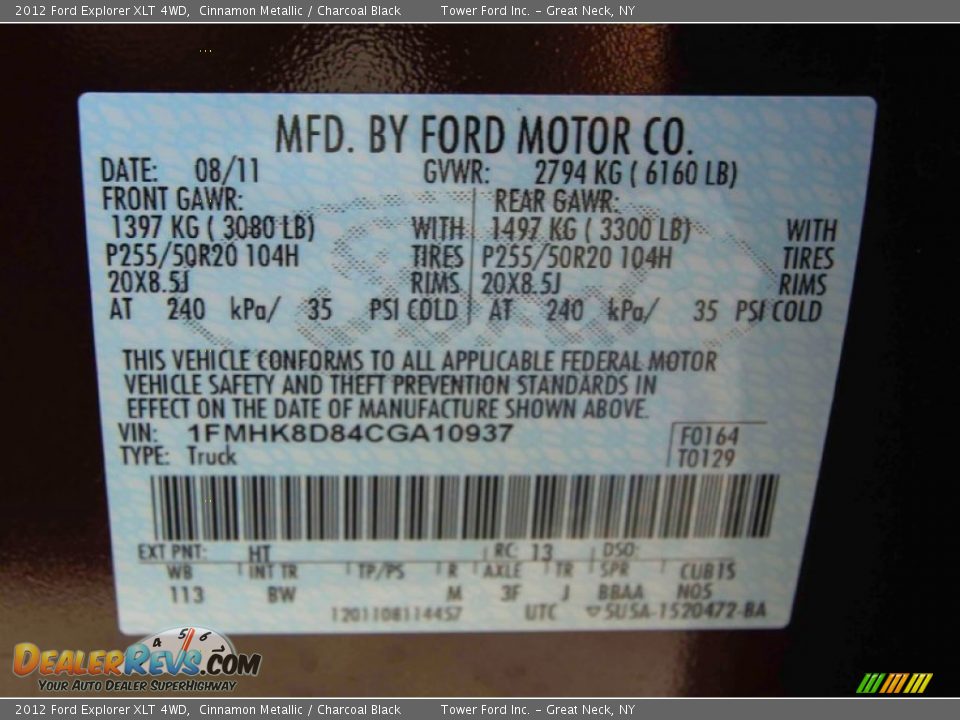 2012 Ford Explorer XLT 4WD, Cinnamon Metallic / Charcoal Black Tower Ford Inc. - Great Neck, NY
MFD. BY FORD MOTOR CO.
DATE: 08/11 GVWR: 2794 KG ( 6160 LB)
FRONT GAWR: REAR GAWR:
1397 KG ( 3080 LB) WITH 1497 KG ( 3300 LB) WITH
P255/50R20 104H TIRES P255/50R20 104H TIRES
20X8.5J RIMS 20X8.5J RIMS
AT 240 kPa/ 35 PSI COLD AT 240 kPa/ 35 PSI COLD
THIS VEHICLE CONFORMS TO ALL APPLICABLE FEDERAL MOTOR
VEHICLE SAFETY AND THEFT PREVENTION STANDARDS IN
EFFECT ON THE DATE OF MANUFACTURE SHOWN ABOVE.
VIN: 1FMHK8D84CGA10937 F0164
TYPE: Truck T0129
EXT PNT: HT RC: 13 DSO:
WB INT TR TP/PS R AXLE TR SPR CUBIS
113 BW M 3F J BBAA NOS
1201108114457 UTC 5U5A-1520472-BA
4 5 6
DEALERREVS.COM
YOUR AUTO DEALER SUPERHIGHWAY
2012 Ford Explorer XLT 4WD, Cinnamon Metallic / Charcoal Black Tower Ford Inc. - Great Neck, NY